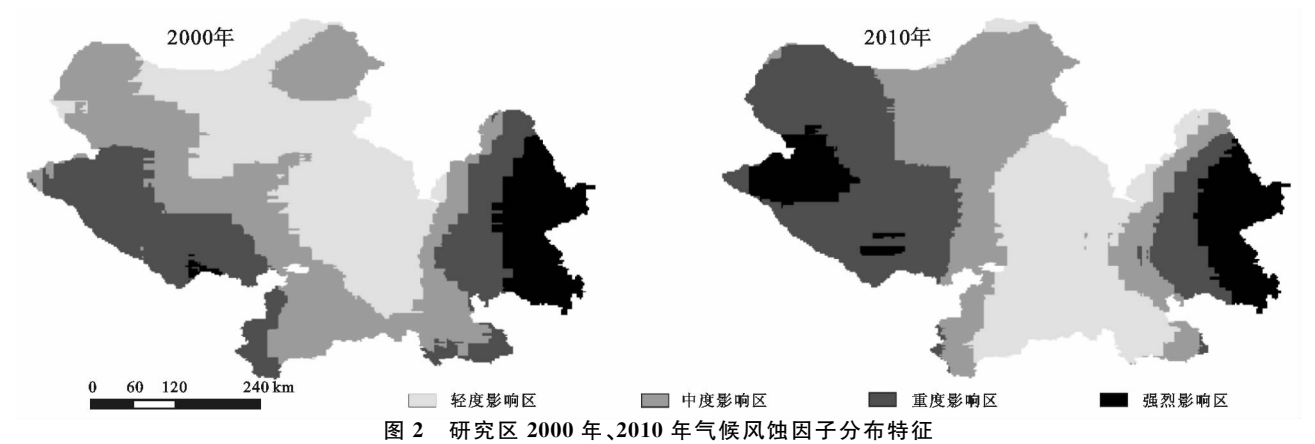 2000年
2010年
0 60 120 240 km
轻度影响区 中度影响区 重度影响区 强烈影响区
图 2 研究区 2000 年、2010 年气候风蚀因子分布特征